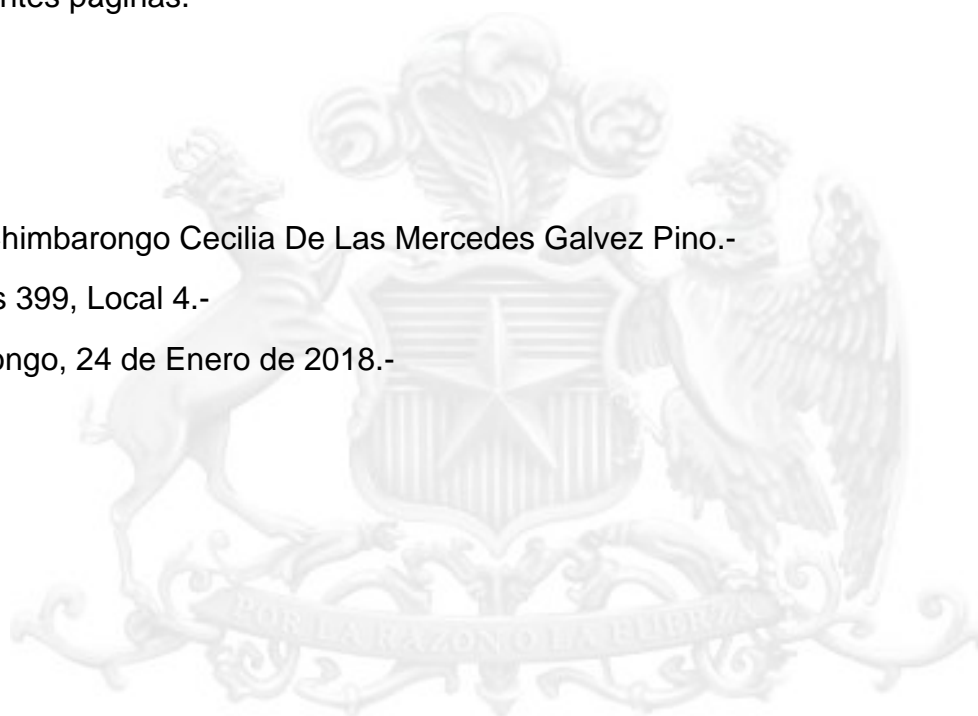 ntes páginas.
himbarongo Cecilia De Las Mercedes Galvez Pino.-
s 399, Local 4.-
ongo, 24 de Enero de 2018.-
POR LA RAZON O LA FUERZA